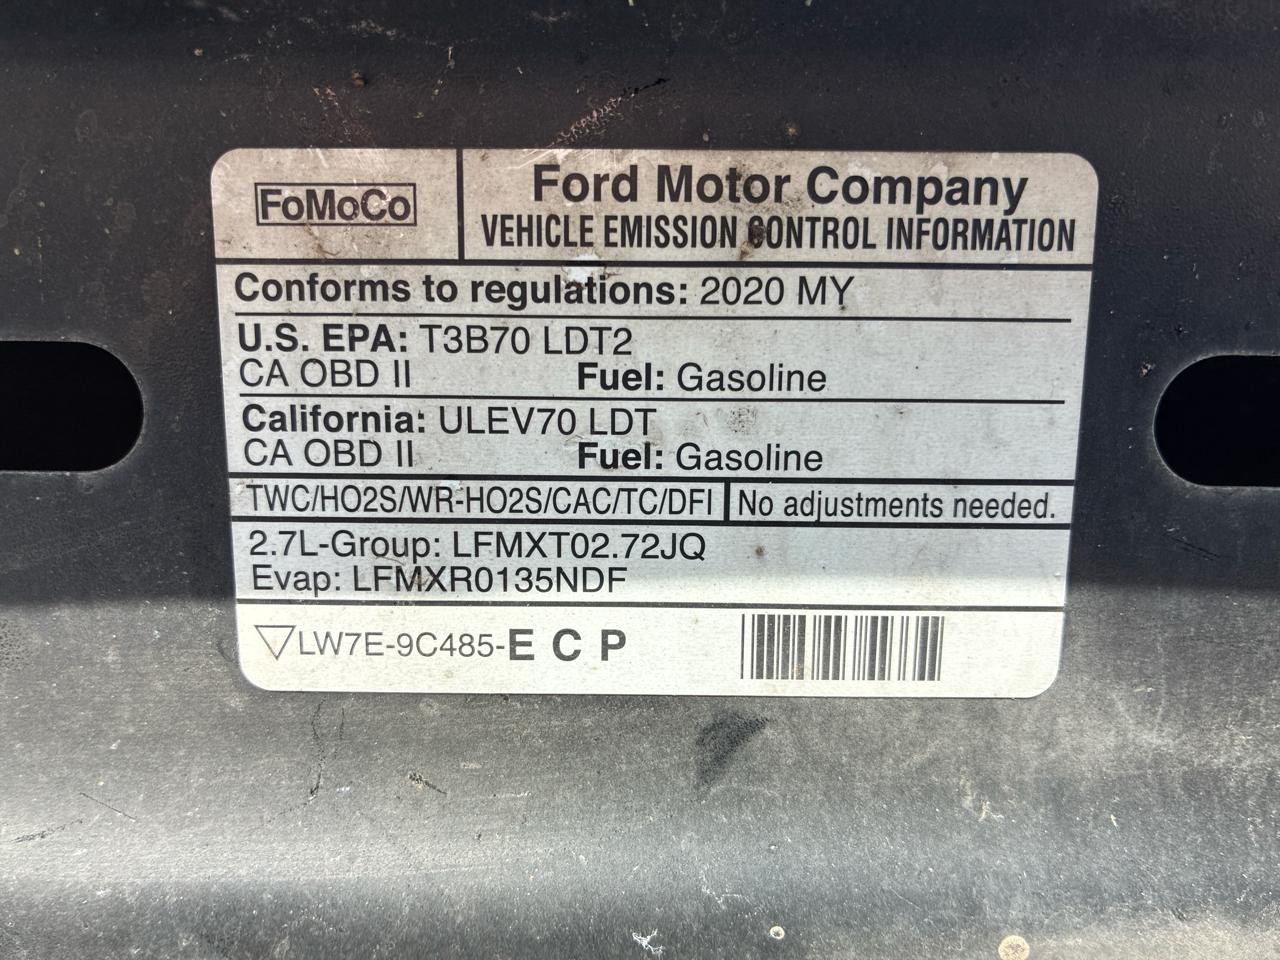 FoMoCo
Ford Motor Company
VEHICLE EMISSION CONTROL INFORMATION
Conforms to regulations: 2020 MY
U.S. EPA: T3B70 LDT2
CA OBD II Fuel: Gasoline
California: ULEV70 LDT
CA OBD II Fuel: Gasoline
TWC/HO2S/WR-HO2S/CAC/TC/DFI No adjustments needed.
2.7L-Group: LFMXT02.72JQ
Evap: LFMXR0135NDF
▽LW7E-9C485-E C P